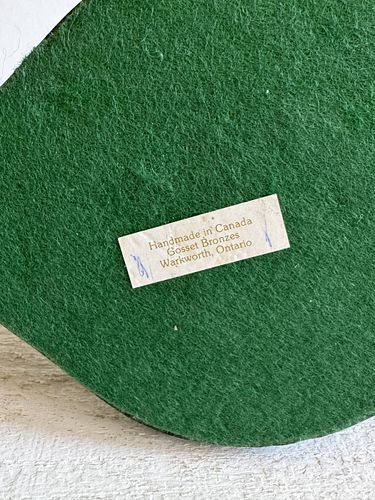 Handmade in Canada
Gosset Bronzes
Warkworth, Ontario